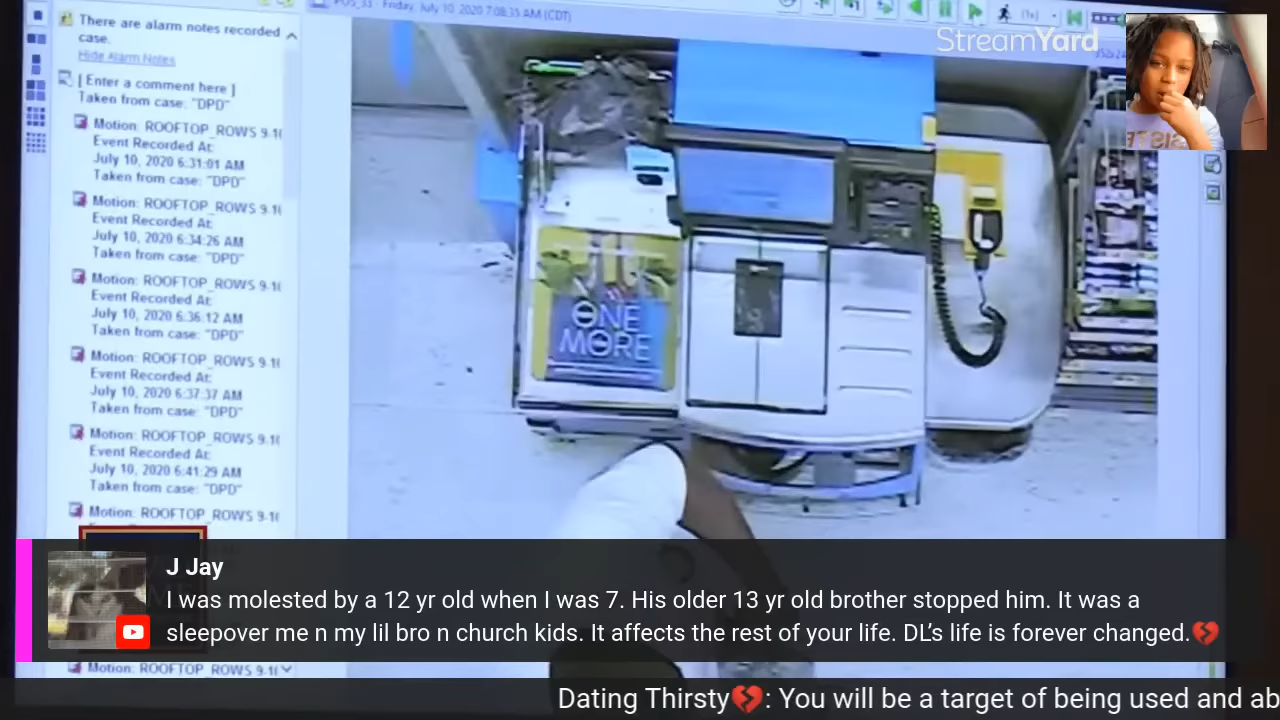 There are alarm notes recorded
case.
Hide Alarm Notes
[ Enter a comment here ]
Taken from case: "DPD"
Motion: ROOFTOP_ROWS 9-1
Event Recorded At:
July 10, 2020 6:31:01 AM
Taken from case: "DPD"
Motion: ROOFTOP_ROWS 9-1
Event Recorded At:
July 10, 2020 6:34:26 AM
Taken from case: "DPD"
Motion: ROOFTOP_ROWS 9-1
Event Recorded At:
July 10, 2020 6:36:12 AM
Taken from case: "DPD"
Motion: ROOFTOP_ROWS 9-1
Event Recorded At:
July 10, 2020 6:37:37 AM
Taken from case: "DPD"
Motion: ROOFTOP_ROWS 9-1
Event Recorded At:
July 10, 2020 6:41:29 AM
Taken from case: "DPD"
Motion: ROOFTOP_ROWS 9-1
Motion: ROOFTOP_ROWS 9-1
POS_33 - Friday, July 10, 2020 7:08:35 AM (CDT)
(1x)
StreamYard
ONE
MORE
J Jay
I was molested by a 12 yr old when I was 7. His older 13 yr old brother stopped him. It was a
sleepover me n my lil bro n church kids. It affects the rest of your life. DL's life is forever changed.💔
Dating Thirsty💔: You will be a target of being used and ab